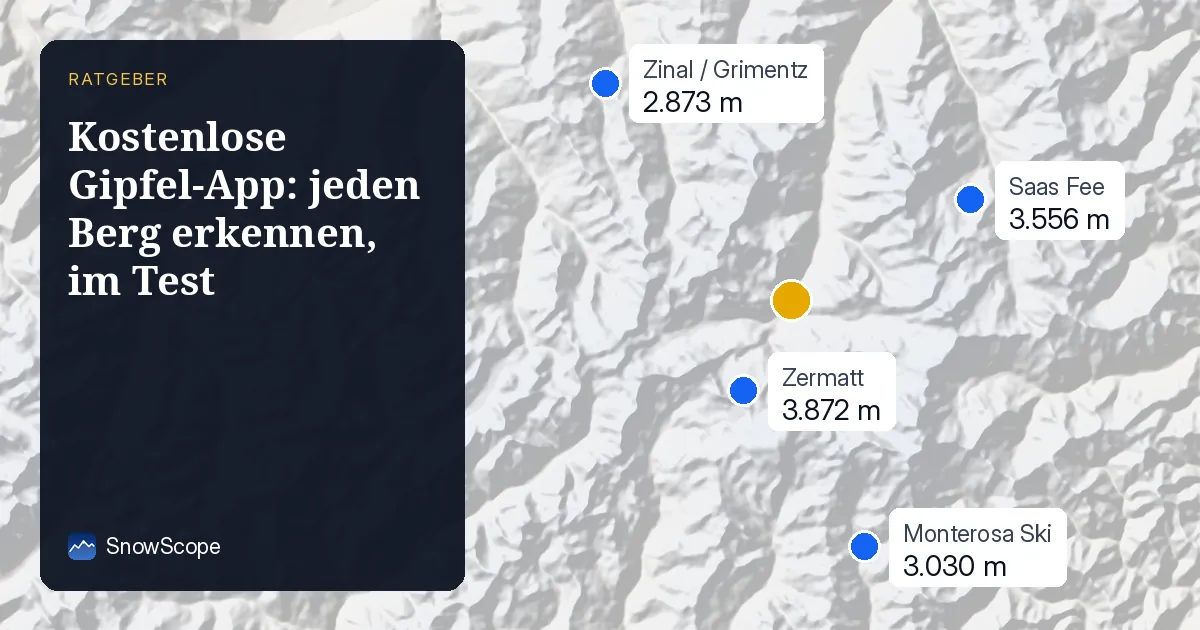 RATGEBER
Kostenlose
Gipfel-App: jeden
Berg erkennen,
im Test
SnowScope
Zinal / Grimentz
2.873 m
Saas Fee
3.556 m
Zermatt
3.872 m
Monterosa Ski
3.030 m